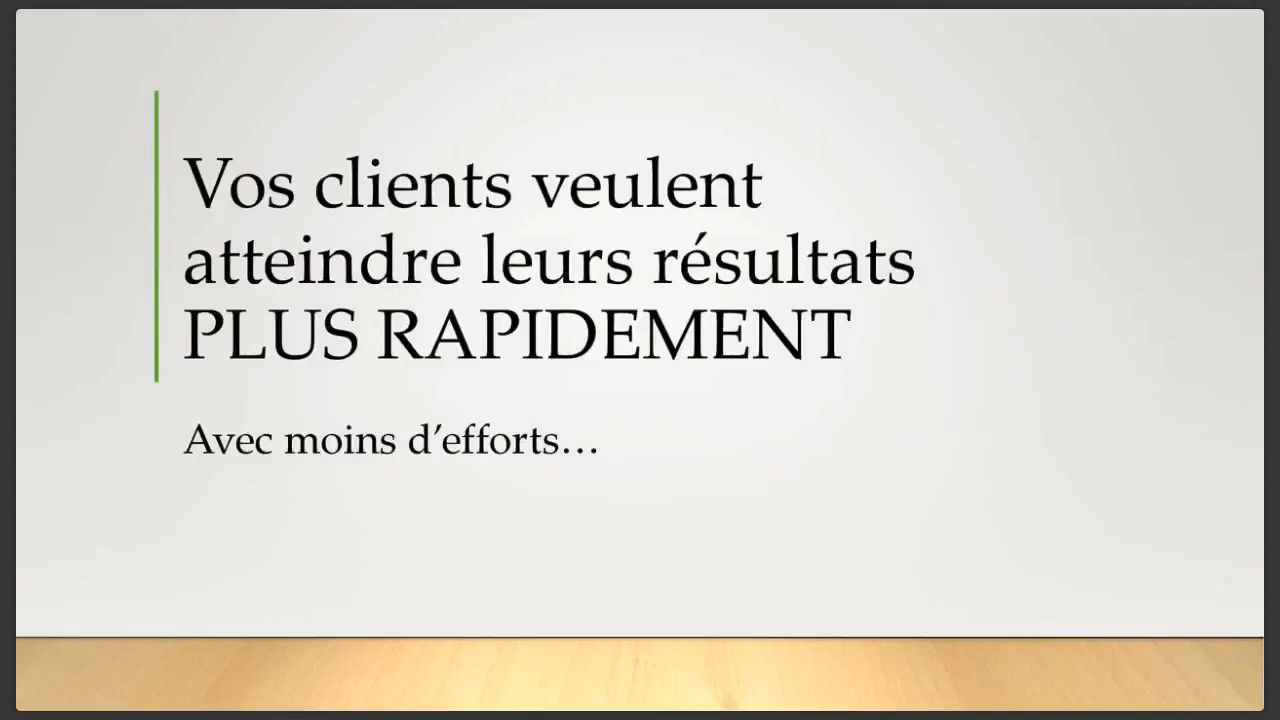 Vos clients veulent
atteindre leurs résultats
PLUS RAPIDEMENT
Avec moins d’efforts…